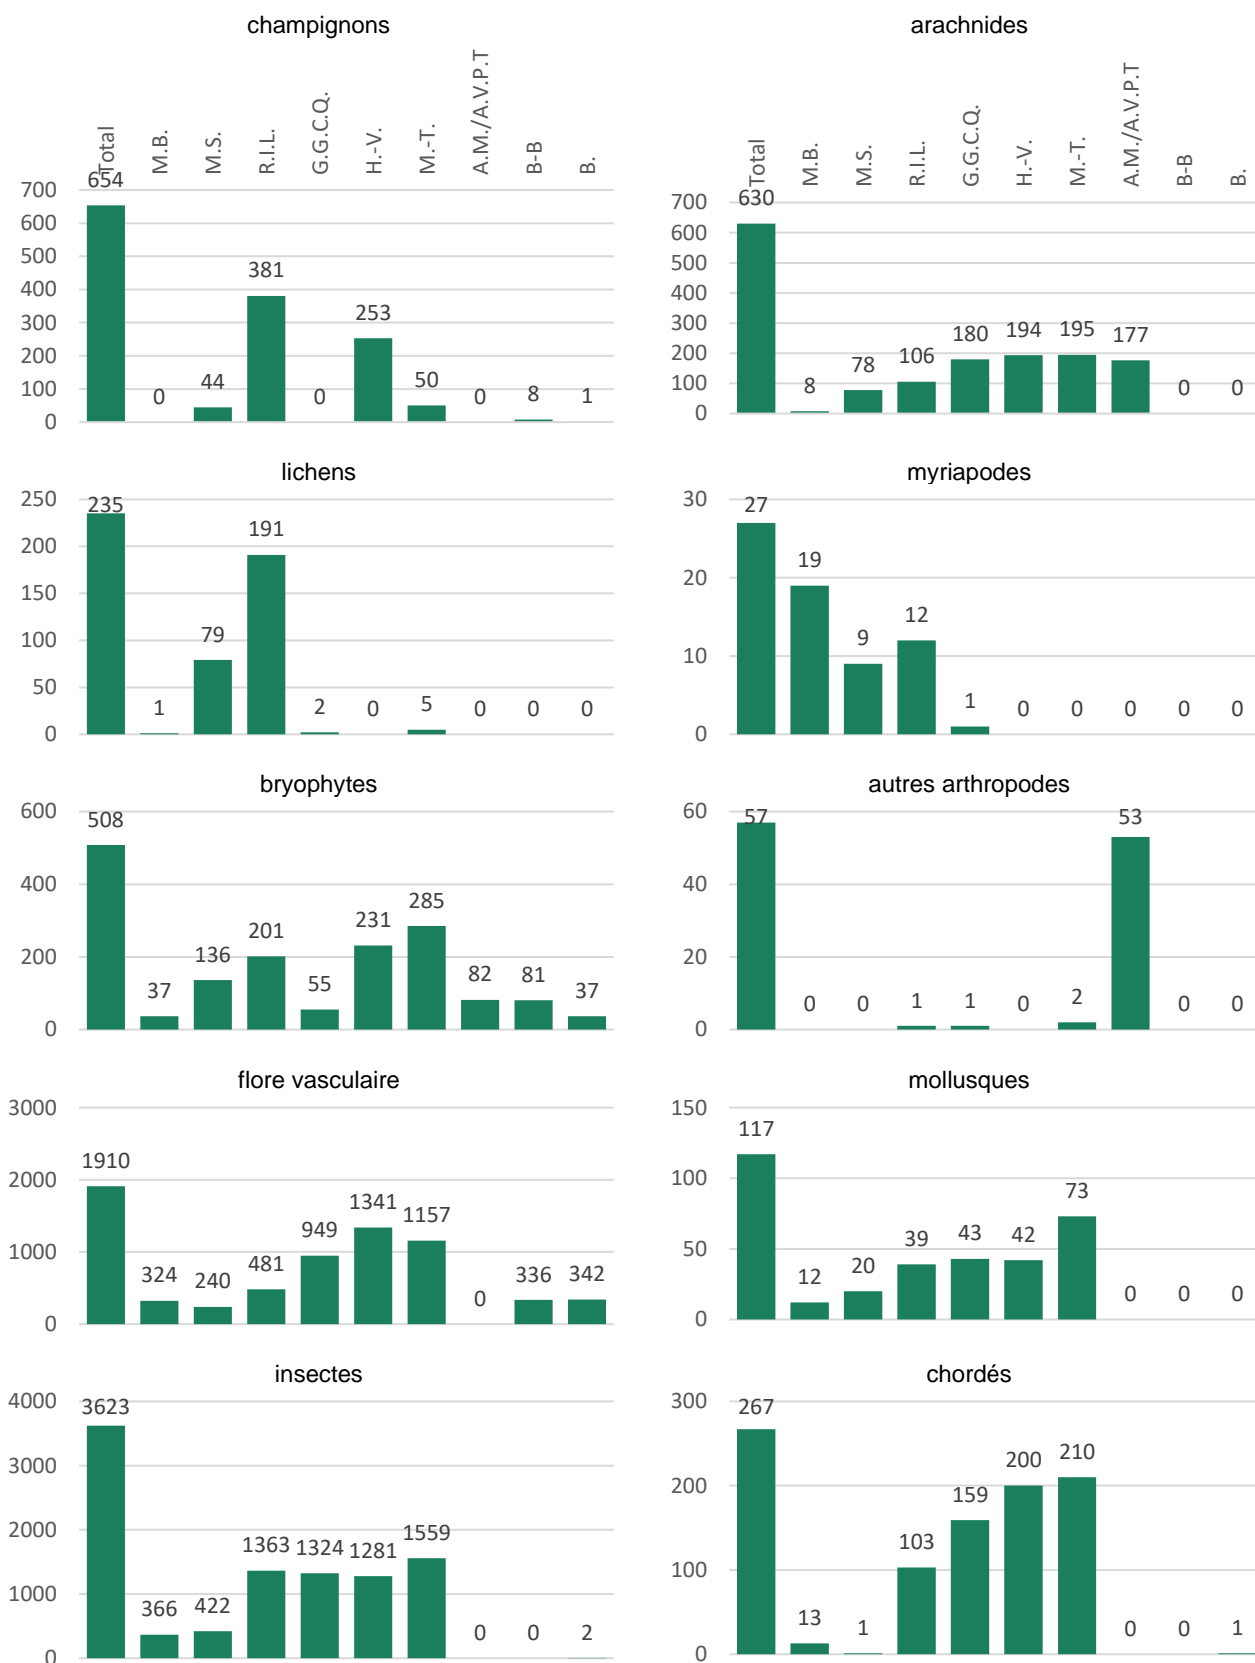 champignons
Total M.B. M.S. R.I.L. G.G.C.Q. H.-V. M.-T. A.M./A.V.P.T B-B B.
700
600
500
400
300
200
100
0
654 0 44 381 0 253 50 0 8 1
arachnides
Total M.B. M.S. R.I.L. G.G.C.Q. H.-V. M.-T. A.M./A.V.P.T B-B B.
700
600
500
400
300
200
100
0
630 8 78 106 180 194 195 177 0 0
lichens
250
200
150
100
50
0
235 1 79 191 2 0 5 0 0 0
myriapodes
30
20
10
0
27 19 9 12 1 0 0 0 0 0
bryophytes
600
400
200
0
508 37 136 201 55 231 285 82 81 37
autres arthropodes
60
40
20
0
57 0 0 1 1 0 2 53 0 0
flore vasculaire
3000
2000
1000
0
1910 324 240 481 949 1341 1157 0 336 342
mollusques
150
100
50
0
117 12 20 39 43 42 73 0 0 0
insectes
4000
3000
2000
1000
0
3623 366 422 1363 1324 1281 1559 0 0 2
chordés
300
200
100
0
267 13 1 103 159 200 210 0 0 1